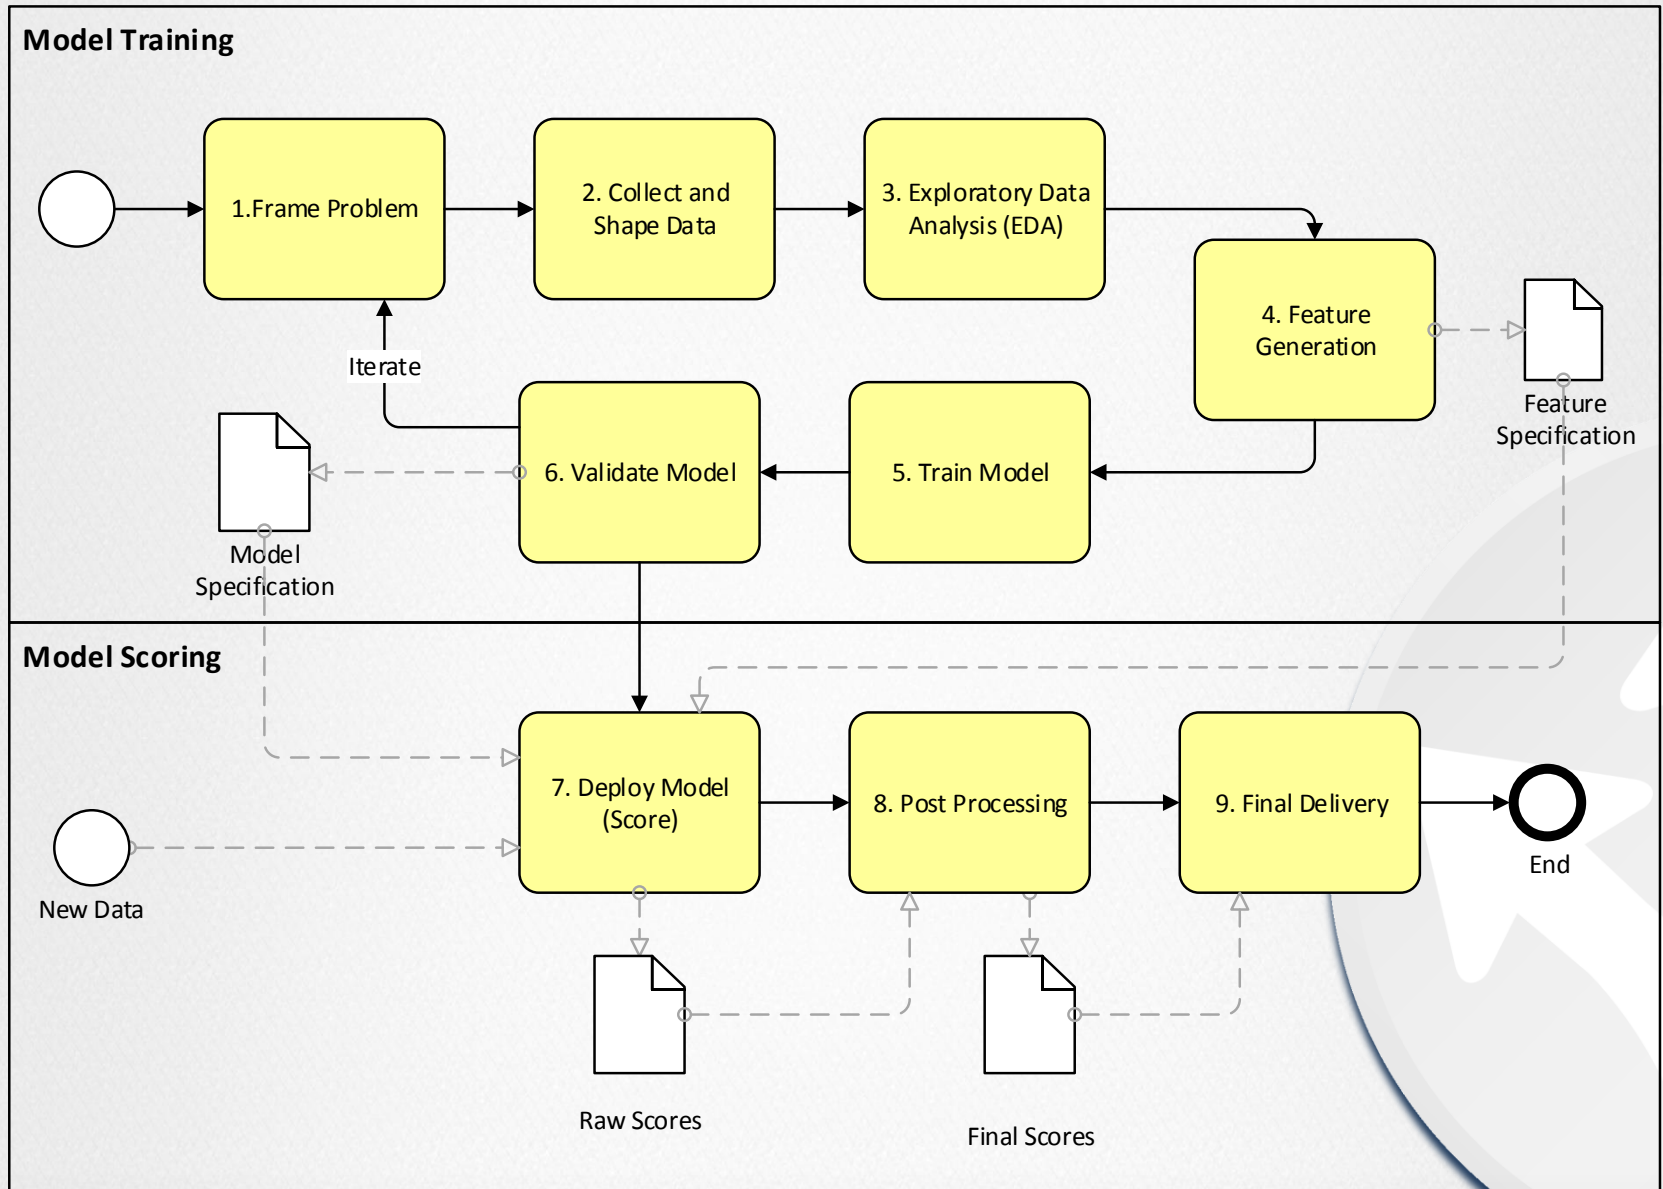 Model Training
1.Frame Problem
2. Collect and
Shape Data
3. Exploratory Data
Analysis (EDA)
4. Feature
Generation
Feature
Specification
Iterate
5. Train Model
6. Validate Model
Model
Specification
Model Scoring
7. Deploy Model
(Score)
8. Post Processing
9. Final Delivery
End
New Data
Raw Scores
Final Scores